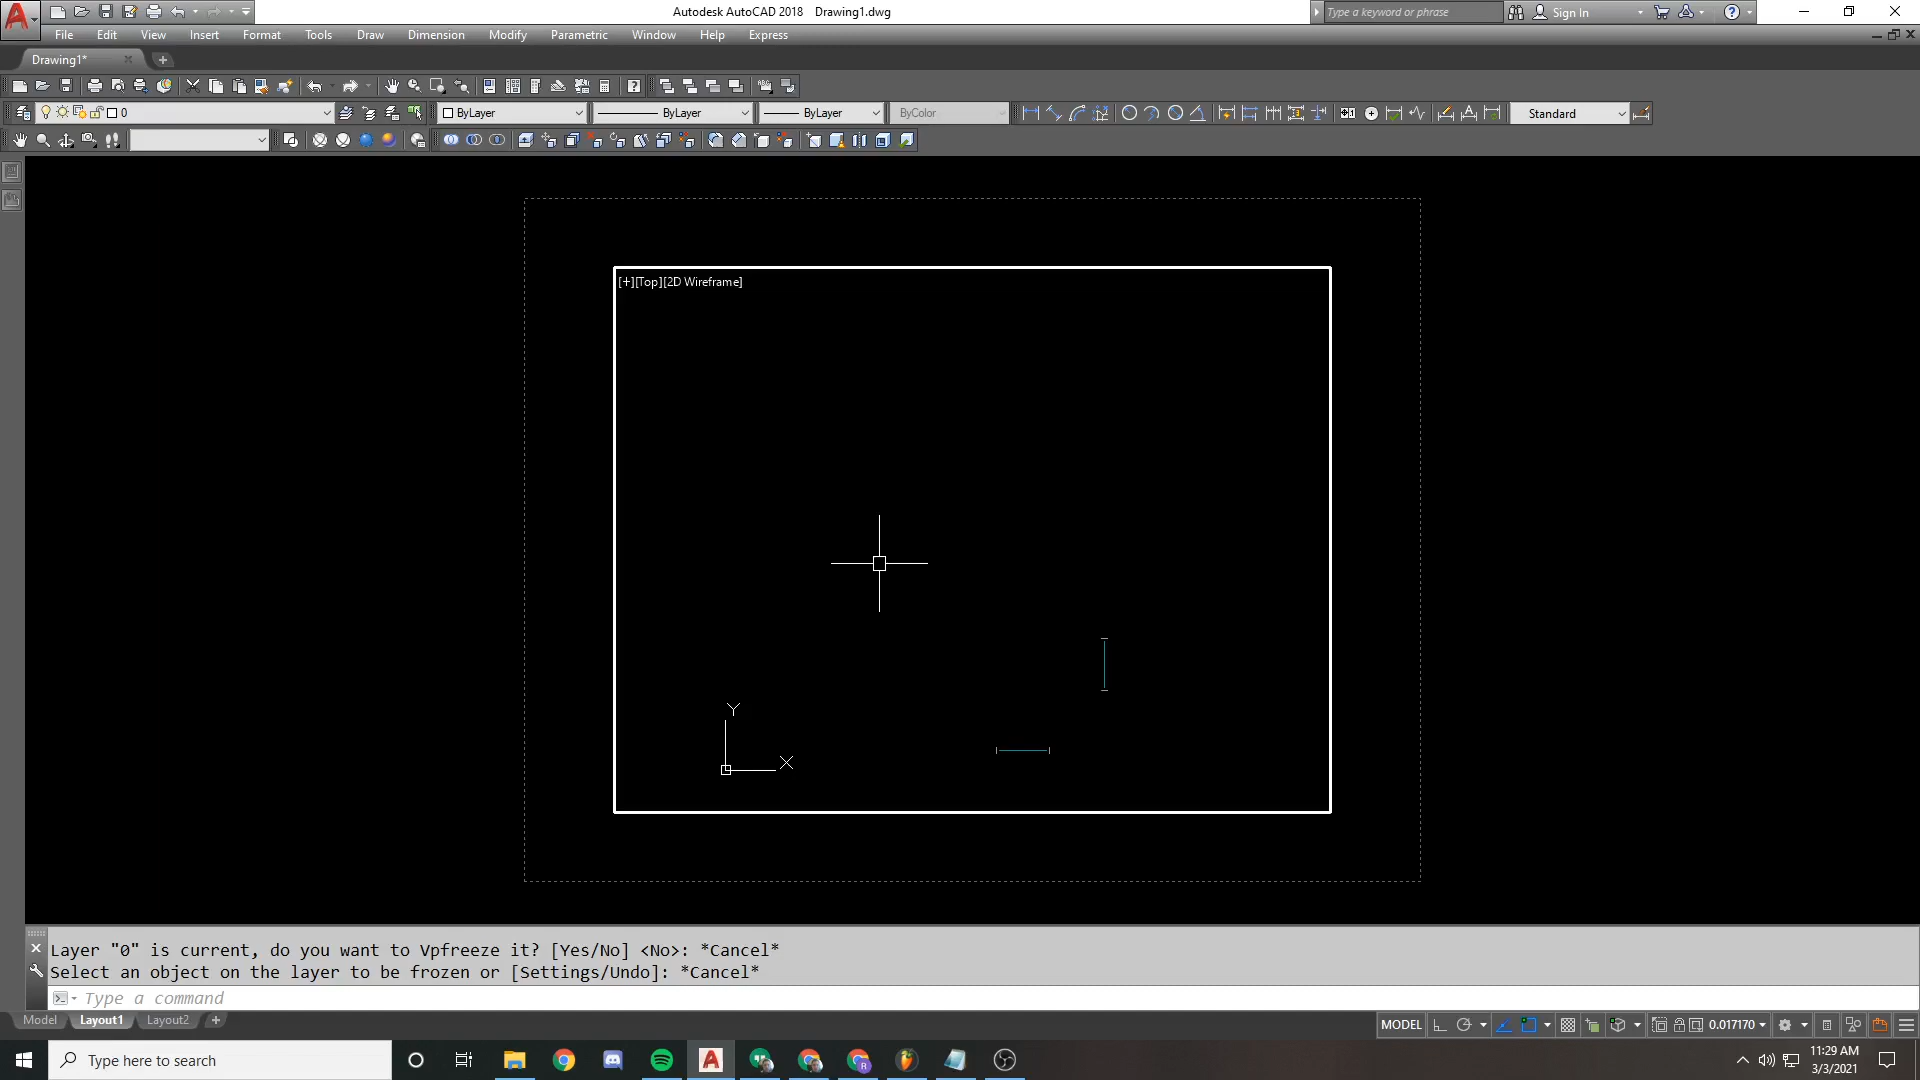 Autodesk AutoCAD 2018 Drawing1.dwg
Type a keyword or phrase
Sign In
File Edit View Insert Format Tools Draw Dimension Modify Parametric Window Help Express
Drawing1*
0
ByLayer
ByLayer
ByLayer
ByColor
Standard
[+][Top][2D Wireframe]
Y
X
Layer "0" is current, do you want to Vpfreeze it? [Yes/No] <No>: *Cancel*
Select an object on the layer to be frozen or [Settings/Undo]: *Cancel*
Type a command
Model Layout1 Layout2
MODEL
0.017170
Type here to search
11:29 AM
3/3/2021